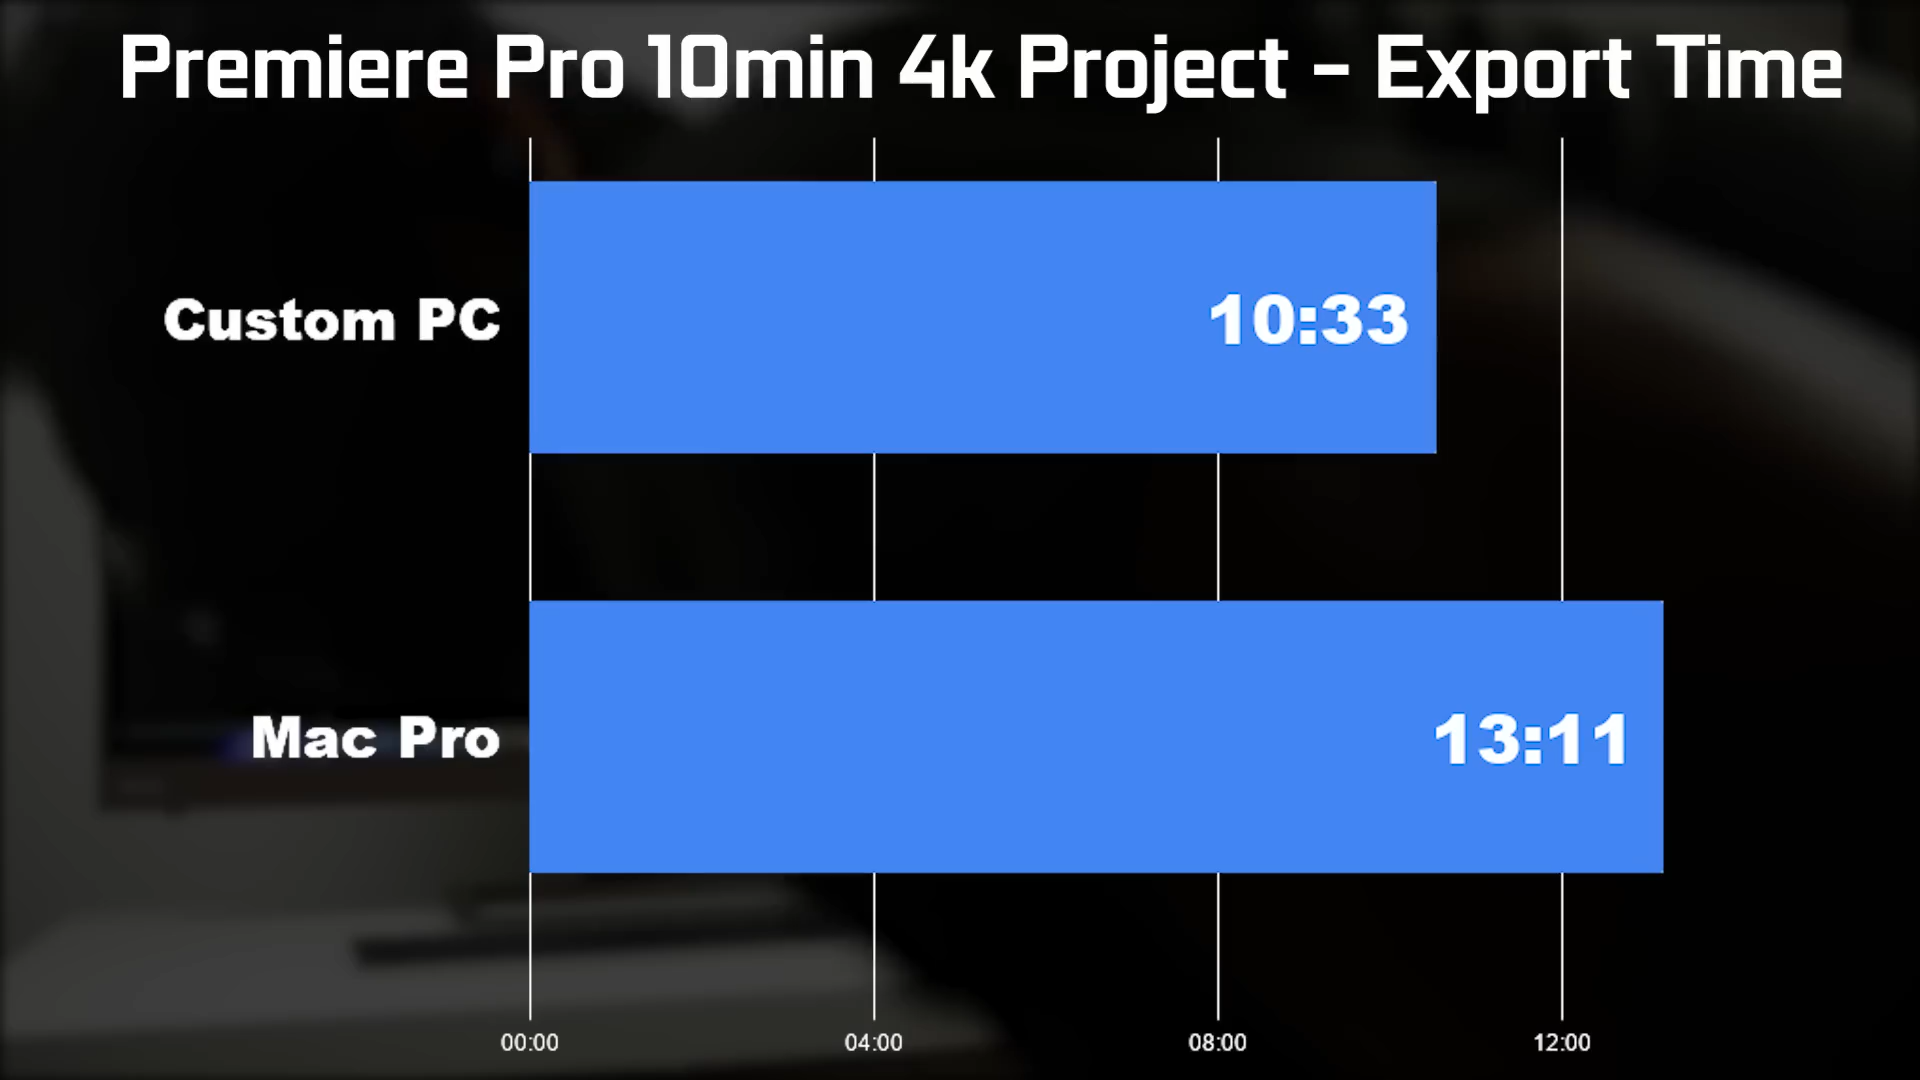 Premiere Pro 10min 4k Project - Export Time
Custom PC
10:33
Mac Pro
13:11
00:00
04:00
08:00
12:00